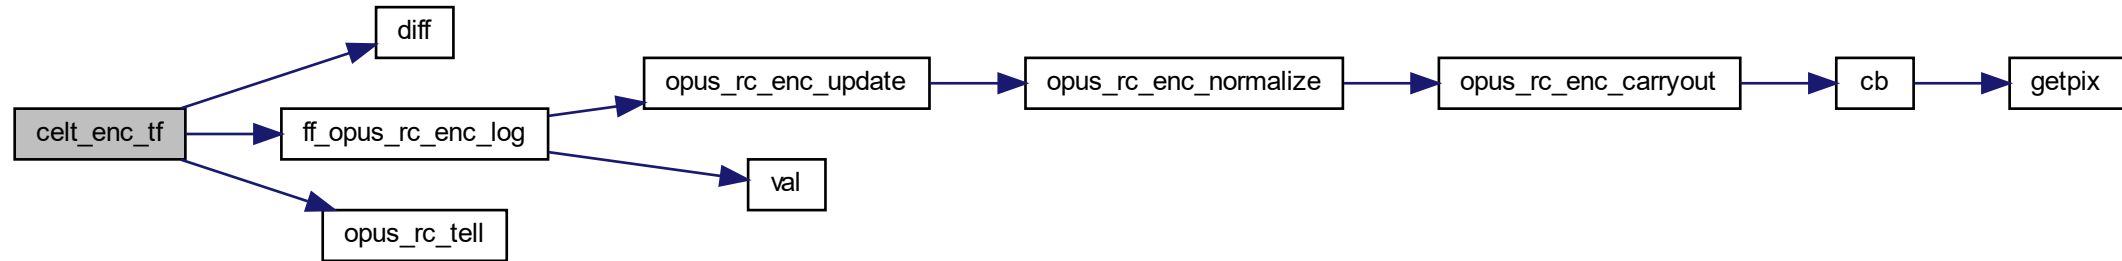 diff
opus_rc_enc_update
opus_rc_enc_normalize
opus_rc_enc_carryout
cb
getpix
celt_enc_tf
ff_opus_rc_enc_log
val
opus_rc_tell